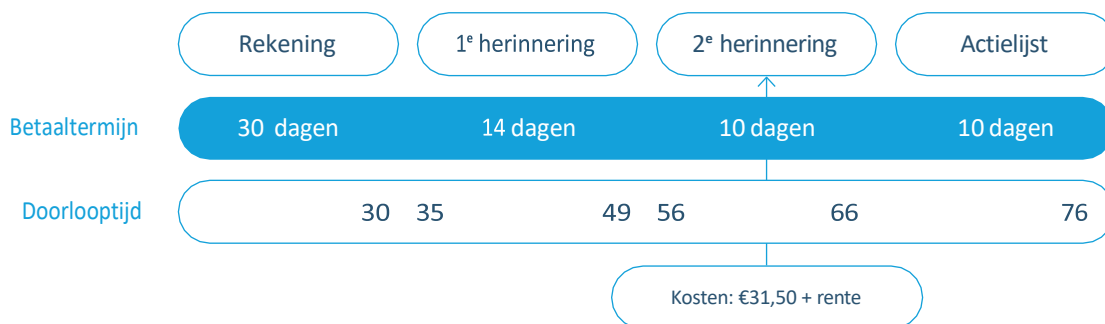 Rekening 1e herinnering 2e herinnering Actielijst
Betaaltermijn 30 dagen 14 dagen 10 dagen 10 dagen
Doorlooptijd 30 35 49 56 66 76
Kosten: €31,50 + rente